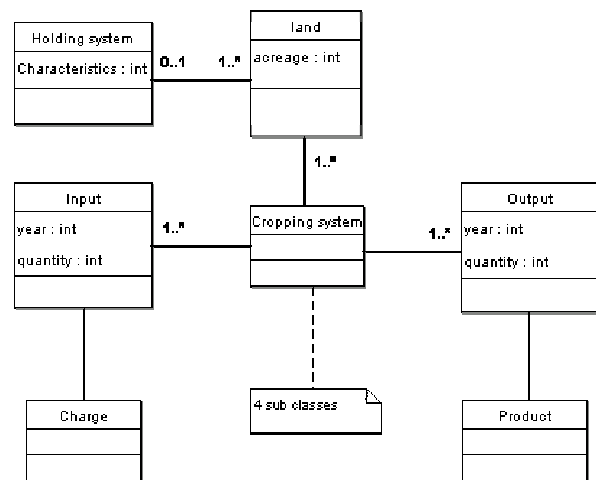 land
Holding system
acreage : int
Characteristics : int
0..1
1..*
1..*
Input
Output
year : int
quantity : int
1..*
Cropping system
1..*
year : int
quantity : int
4 sub classes
Charge
Product